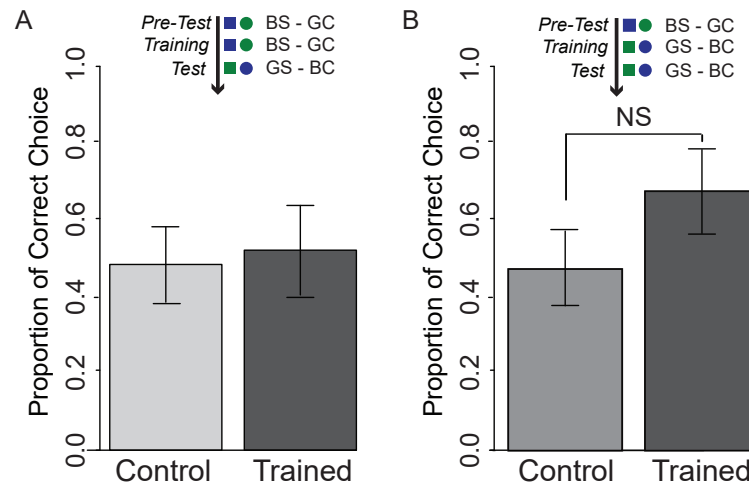 A
Pre-Test BS - GC
Training BS - GC
Test GS - BC
Proportion of Correct Choice
1.0
0.8
0.6
0.4
0.2
0.0
Control Trained
B
Pre-Test BS - GC
Training GS - BC
Test GS - BC
NS
Proportion of Correct Choice
1.0
0.8
0.6
0.4
0.2
0.0
Control Trained